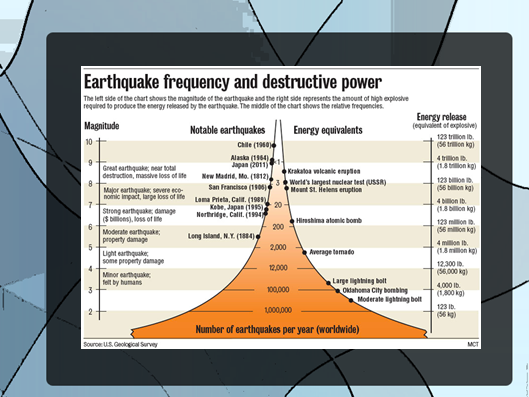 Earthquake frequency and destructive power
The left side of the chart shows the magnitude of the earthquake and the right side represents the amount of high explosive
required to produce the energy released by the earthquake. The middle of the chart shows the relative frequencies.
Magnitude
Notable earthquakes
Energy equivalents
Energy release
(equivalent of explosive)
10
9
8
7
6
5
4
3
2
Great earthquake; near total
destruction, massive loss of life
Major earthquake; severe eco-
nomic impact, large loss of life
Strong earthquake; damage
($ billions), loss of life
Moderate earthquake;
property damage
Light earthquake;
some property damage
Minor earthquake;
felt by humans
Chile (1960)
Alaska (1964)
Japan (2011)
New Madrid, Mo. (1812)
San Francisco (1906)
Loma Prieta, Calif. (1989)
Kobe, Japan (1995)
Northridge, Calif. (1994)
Long Island, N.Y. (1884)
<1
3
20
200
2,000
12,000
100,000
1,000,000
Krakatoa volcanic eruption
World's largest nuclear test (USSR)
Mount St. Helens eruption
Hiroshima atomic bomb
Average tornado
Large lightning bolt
Oklahoma City bombing
Moderate lightning bolt
123 trillion lb.
(56 trillion kg)
4 trillion lb.
(1.8 trillion kg)
123 billion lb.
(56 billion kg)
4 billion lb.
(1.8 billion kg)
123 million lb.
(56 million kg)
4 million lb.
(1.8 million kg)
12,300 lb.
(56,000 kg)
4,000 lb.
(1,800 kg)
123 lb.
(56 kg)
Number of earthquakes per year (worldwide)
Source: U.S. Geological Survey
MCT